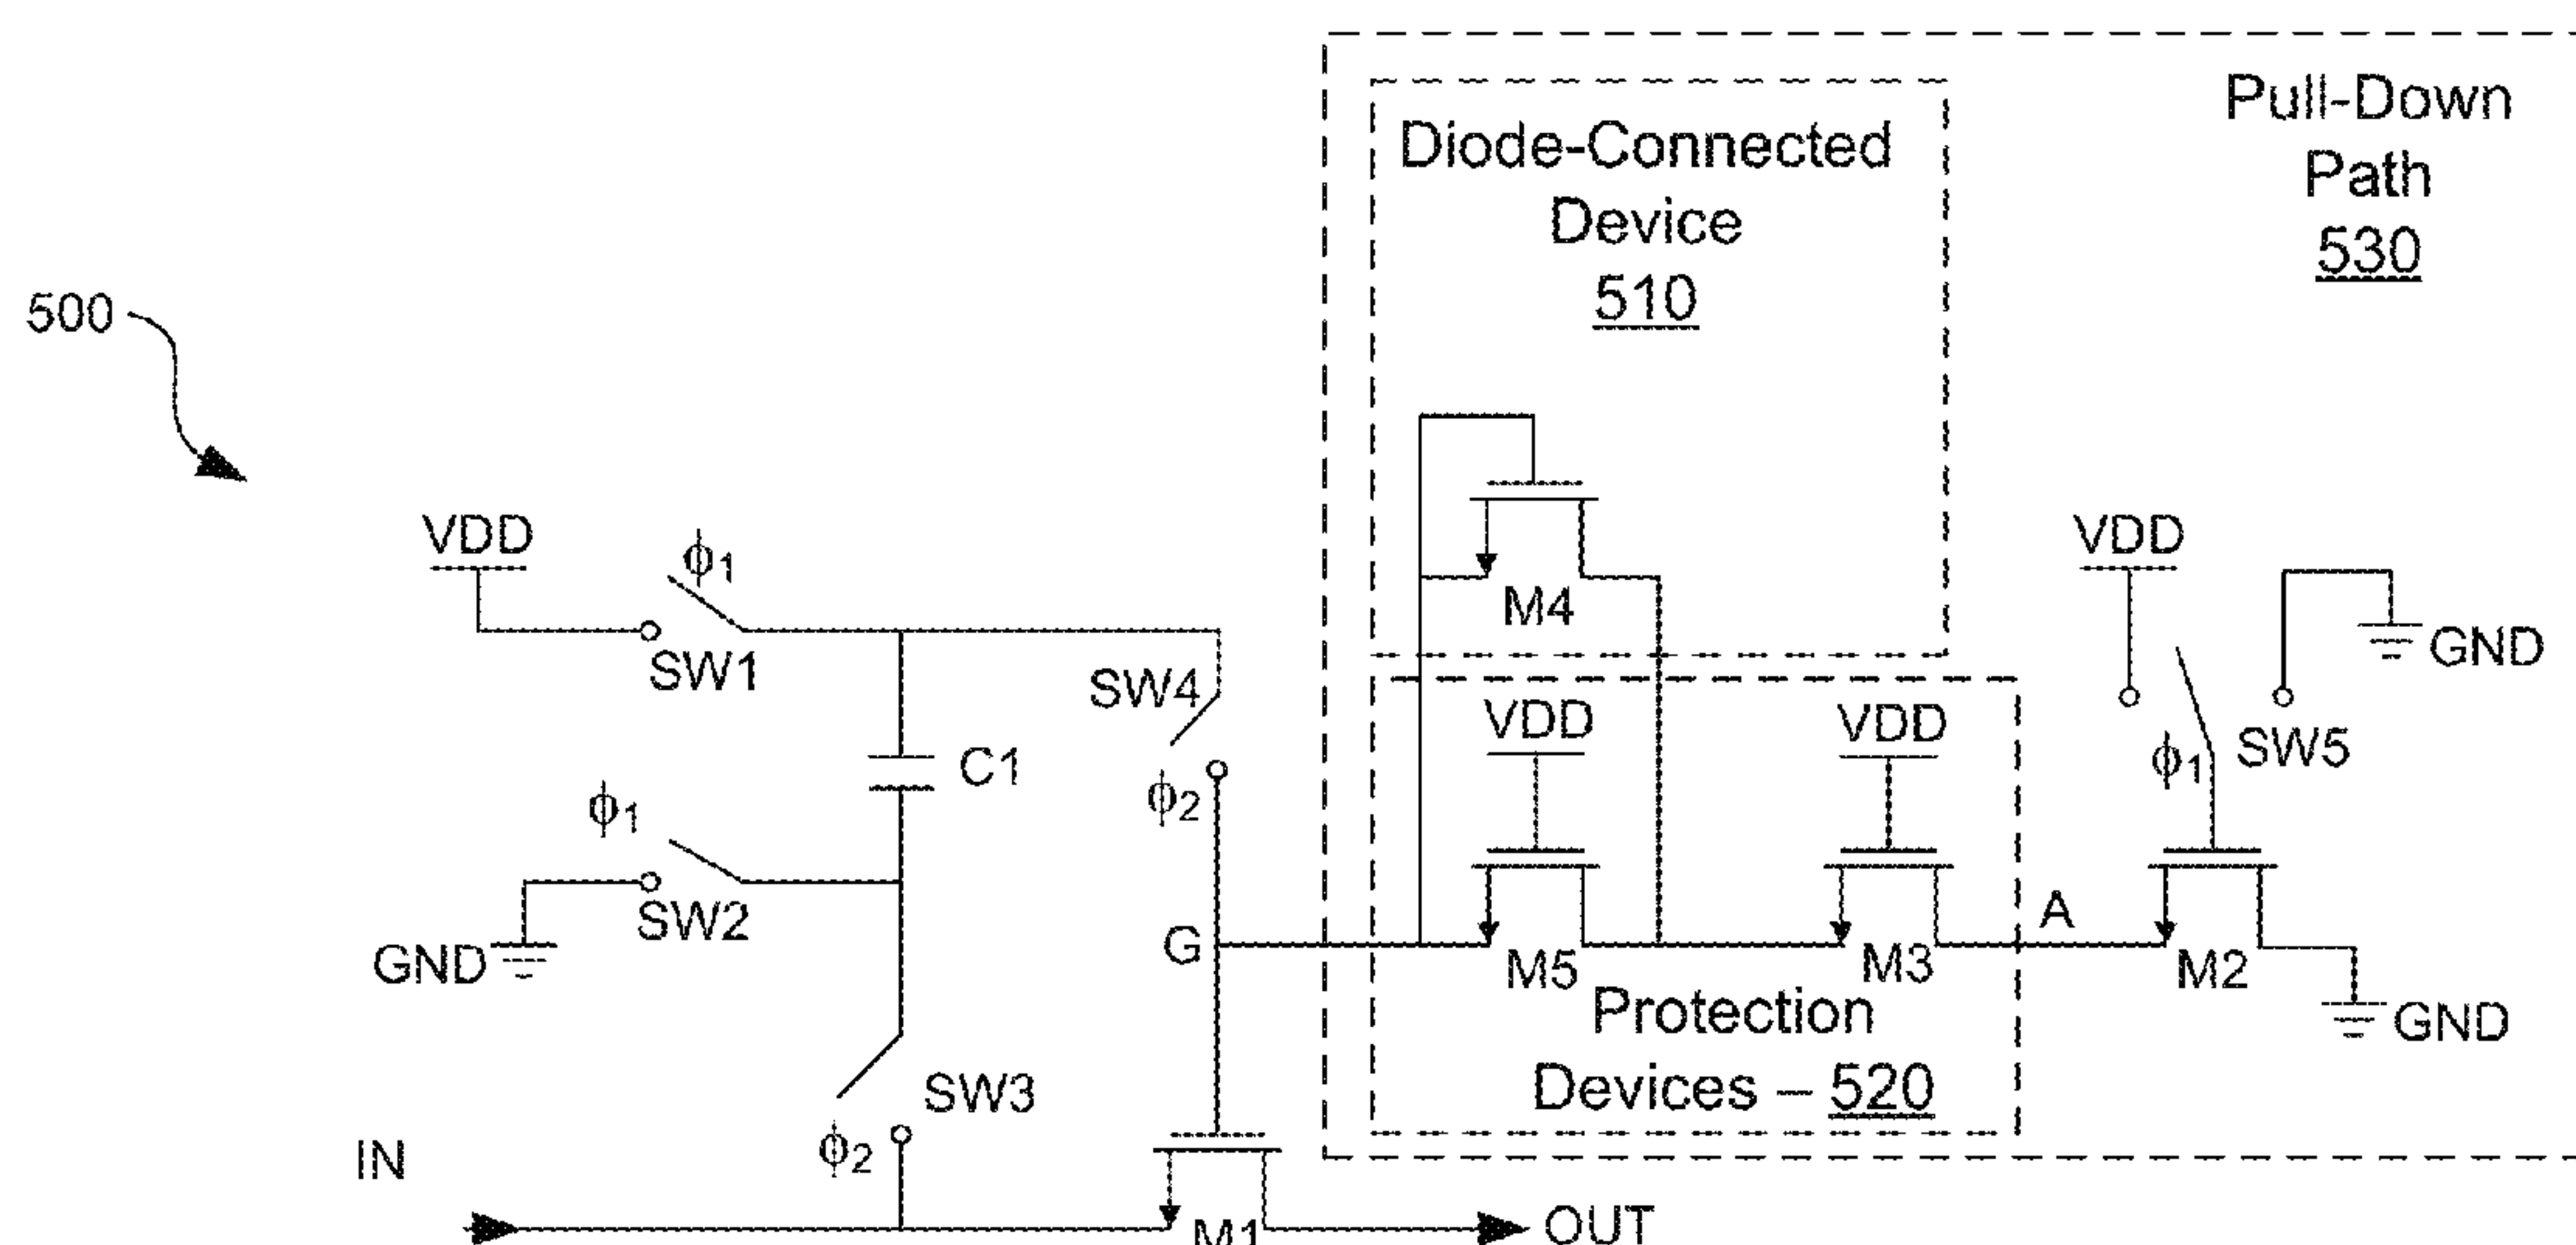 Pull-Down
Path
530
Diode-Connected
Device
510
500
VDD
ϕ1
SW1
M4
VDD
GND
SW4
VDD
VDD
SW5
ϕ1
C1
ϕ2
ϕ1
SW2
GND
G
M5
M3
A
M2
GND
Protection
Devices – 520
SW3
ϕ2
IN
M1
OUT